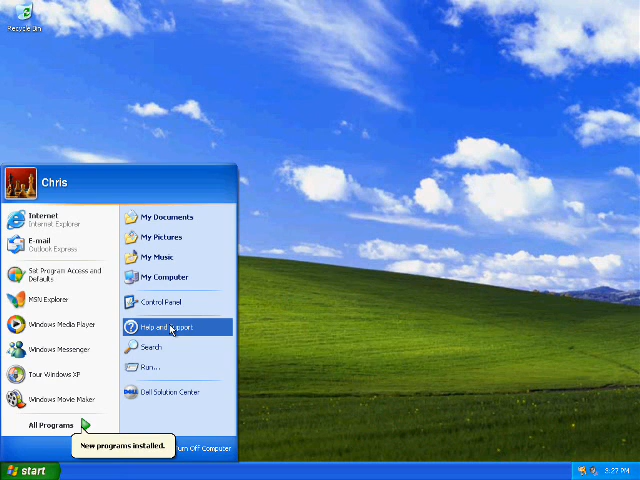 Recycle Bin
Chris
Internet
Internet Explorer
E-mail
Outlook Express
Set Program Access and
Defaults
MSN Explorer
Windows Media Player
Windows Messenger
Tour Windows XP
Windows Movie Maker
All Programs
My Documents
My Pictures
My Music
My Computer
Control Panel
Help and Support
Search
Run...
DELL
Dell Solution Center
New programs installed.
Turn Off Computer
start
3:27 PM